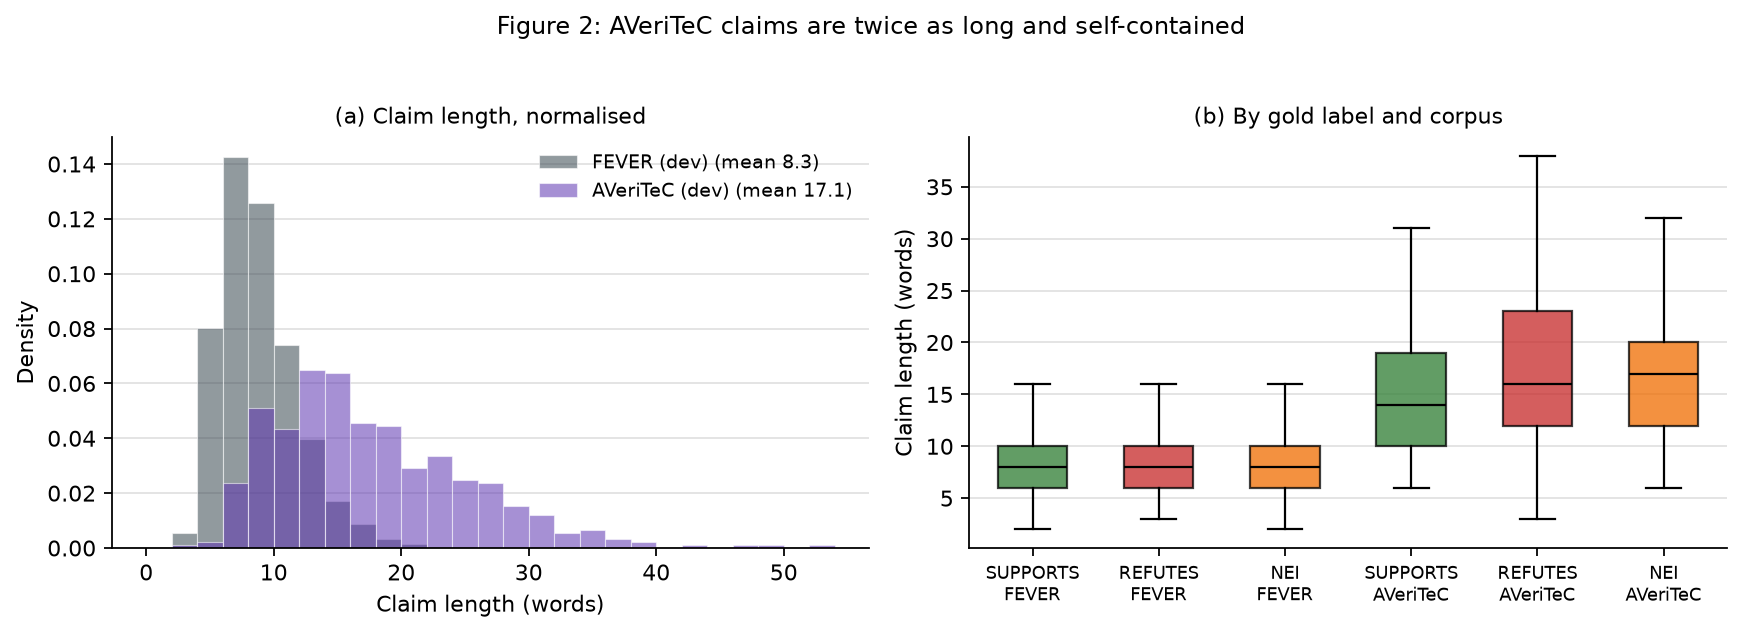 Figure 2: AVeriTeC claims are twice as long and self-contained
(a) Claim length, normalised
FEVER (dev) (mean 8.3)
AVeriTeC (dev) (mean 17.1)
Density
0.14
0.12
0.10
0.08
0.06
0.04
0.02
0.00
0 10 20 30 40 50
Claim length (words)
(b) By gold label and corpus
Claim length (words)
35
30
25
20
15
10
5
SUPPORTS REFUTES NEI SUPPORTS REFUTES NEI
FEVER FEVER FEVER AVeriTeC AVeriTeC AVeriTeC